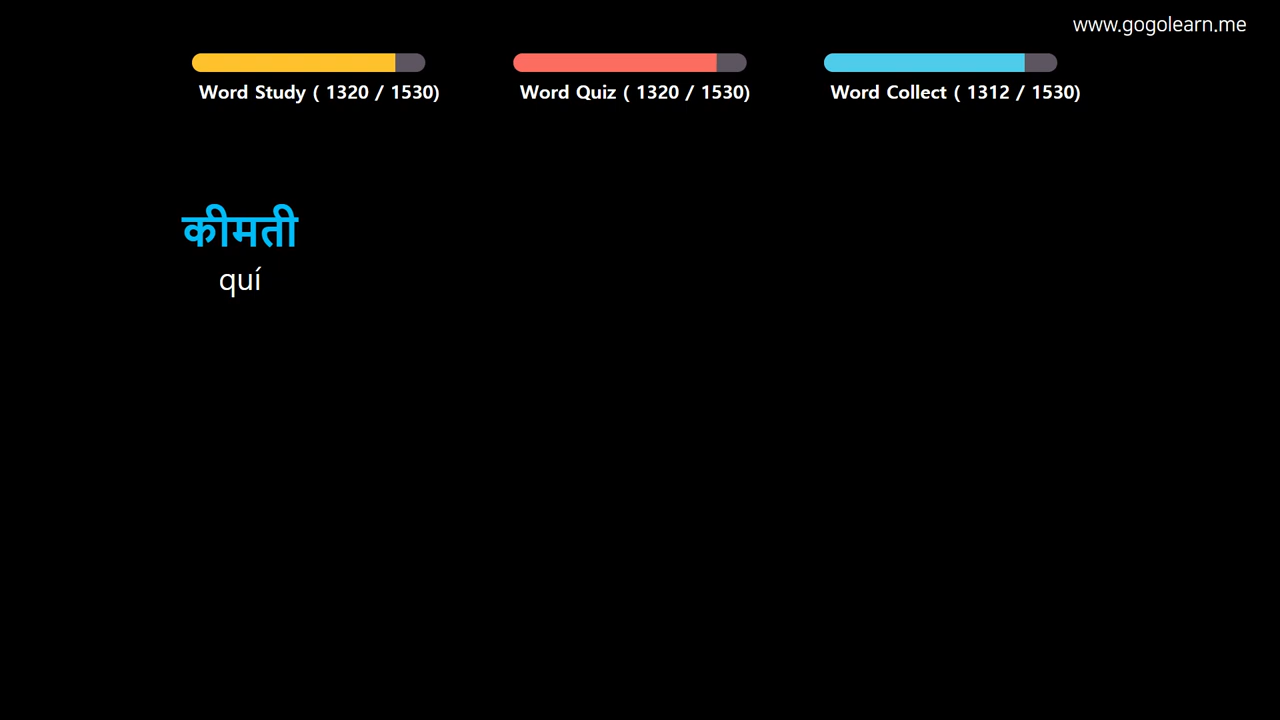 www.gogolearn.me
Word Study ( 1320 / 1530)
Word Quiz ( 1320 / 1530)
Word Collect ( 1312 / 1530)
कीमती
quí